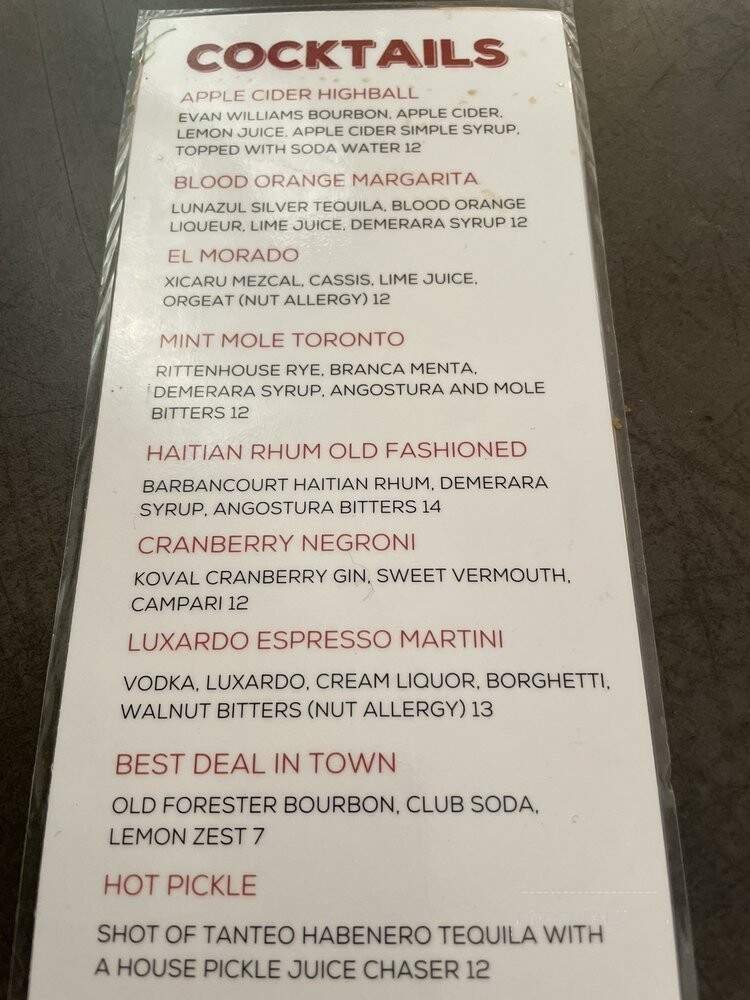 COCKTAILS
APPLE CIDER HIGHBALL
EVAN WILLIAMS BOURBON, APPLE CIDER,
LEMON JUICE, APPLE CIDER SIMPLE SYRUP,
TOPPED WITH SODA WATER 12
BLOOD ORANGE MARGARITA
LUNAZUL SILVER TEQUILA, BLOOD ORANGE
LIQUEUR, LIME JUICE, DEMERARA SYRUP 12
EL MORADO
XICARU MEZCAL, CASSIS, LIME JUICE,
ORGEAT (NUT ALLERGY) 12
MINT MOLE TORONTO
RITTENHOUSE RYE, BRANCA MENTA,
DEMERARA SYRUP, ANGOSTURA AND MOLE
BITTERS 12
HAITIAN RHUM OLD FASHIONED
BARBANCOURT HAITIAN RHUM, DEMERARA
SYRUP, ANGOSTURA BITTERS 14
CRANBERRY NEGRONI
KOVAL CRANBERRY GIN, SWEET VERMOUTH,
CAMPARI 12
LUXARDO ESPRESSO MARTINI
VODKA, LUXARDO, CREAM LIQUOR, BORGHETTI,
WALNUT BITTERS (NUT ALLERGY) 13
BEST DEAL IN TOWN
OLD FORESTER BOURBON, CLUB SODA,
LEMON ZEST 7
HOT PICKLE
SHOT OF TANTEO HABENERO TEQUILA WITH
A HOUSE PICKLE JUICE CHASER 12